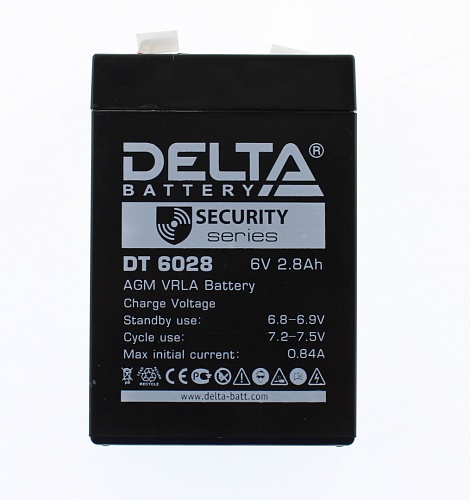 DELTA®
BATTERY
SECURITY
series
DT 6028 6V 2.8Ah
AGM VRLA Battery
Charge Voltage
Standby use: 6.8-6.9V
Cycle use: 7.2-7.5V
Max initial current: 0.84A
RECYCLE CE
www.delta-batt.com